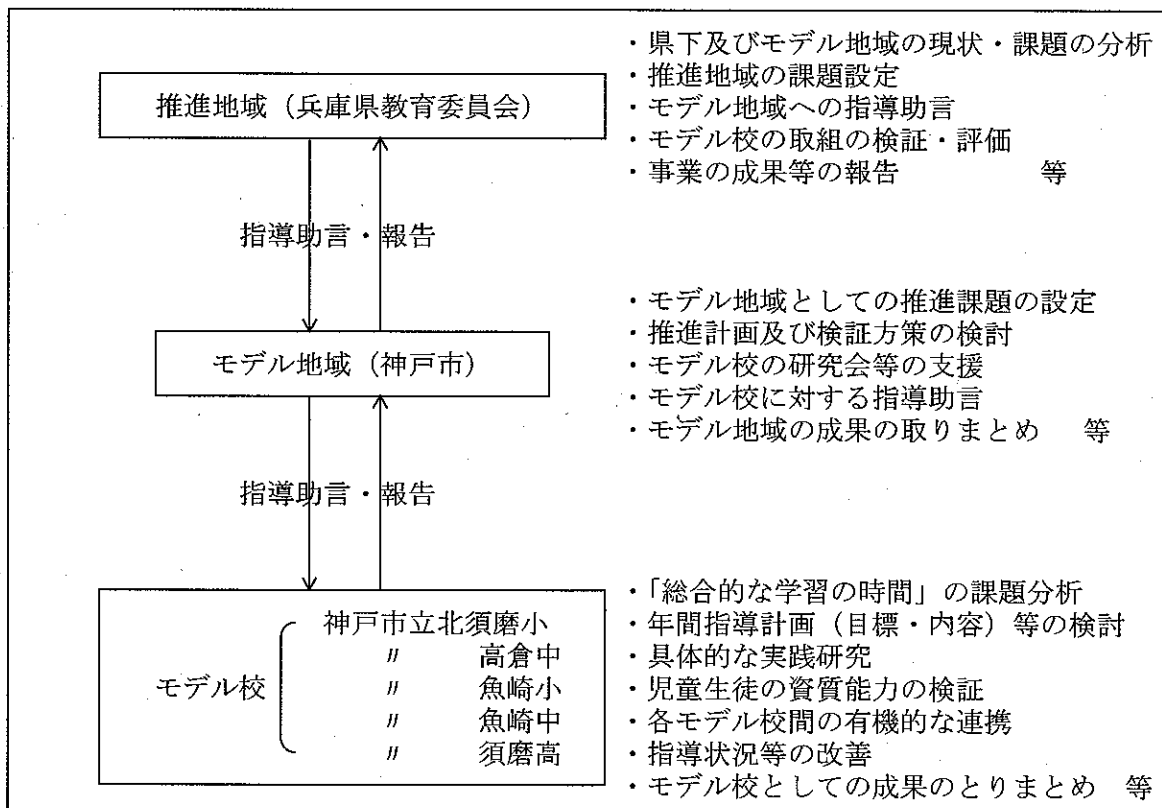 推進地域（兵庫県教育委員会）
・県下及びモデル地域の現状・課題の分析
・推進地域の課題設定
・モデル地域への指導助言
・モデル校の取組の検証・評価
・事業の成果等の報告　等
指導助言・報告
モデル地域（神戸市）
・モデル地域としての推進課題の設定
・推進計画及び検証方策の検討
・モデル校の研究会等の支援
・モデル校に対する指導助言
・モデル地域の成果の取りまとめ　等
指導助言・報告
モデル校
神戸市立北須磨小
〃　高倉中
〃　魚崎小
〃　魚崎中
〃　須磨高
・「総合的な学習の時間」の課題分析
・年間指導計画（目標・内容）等の検討
・具体的な実践研究
・児童生徒の資質能力の検証
・各モデル校間の有機的な連携
・指導状況等の改善
・モデル校としての成果のとりまとめ　等